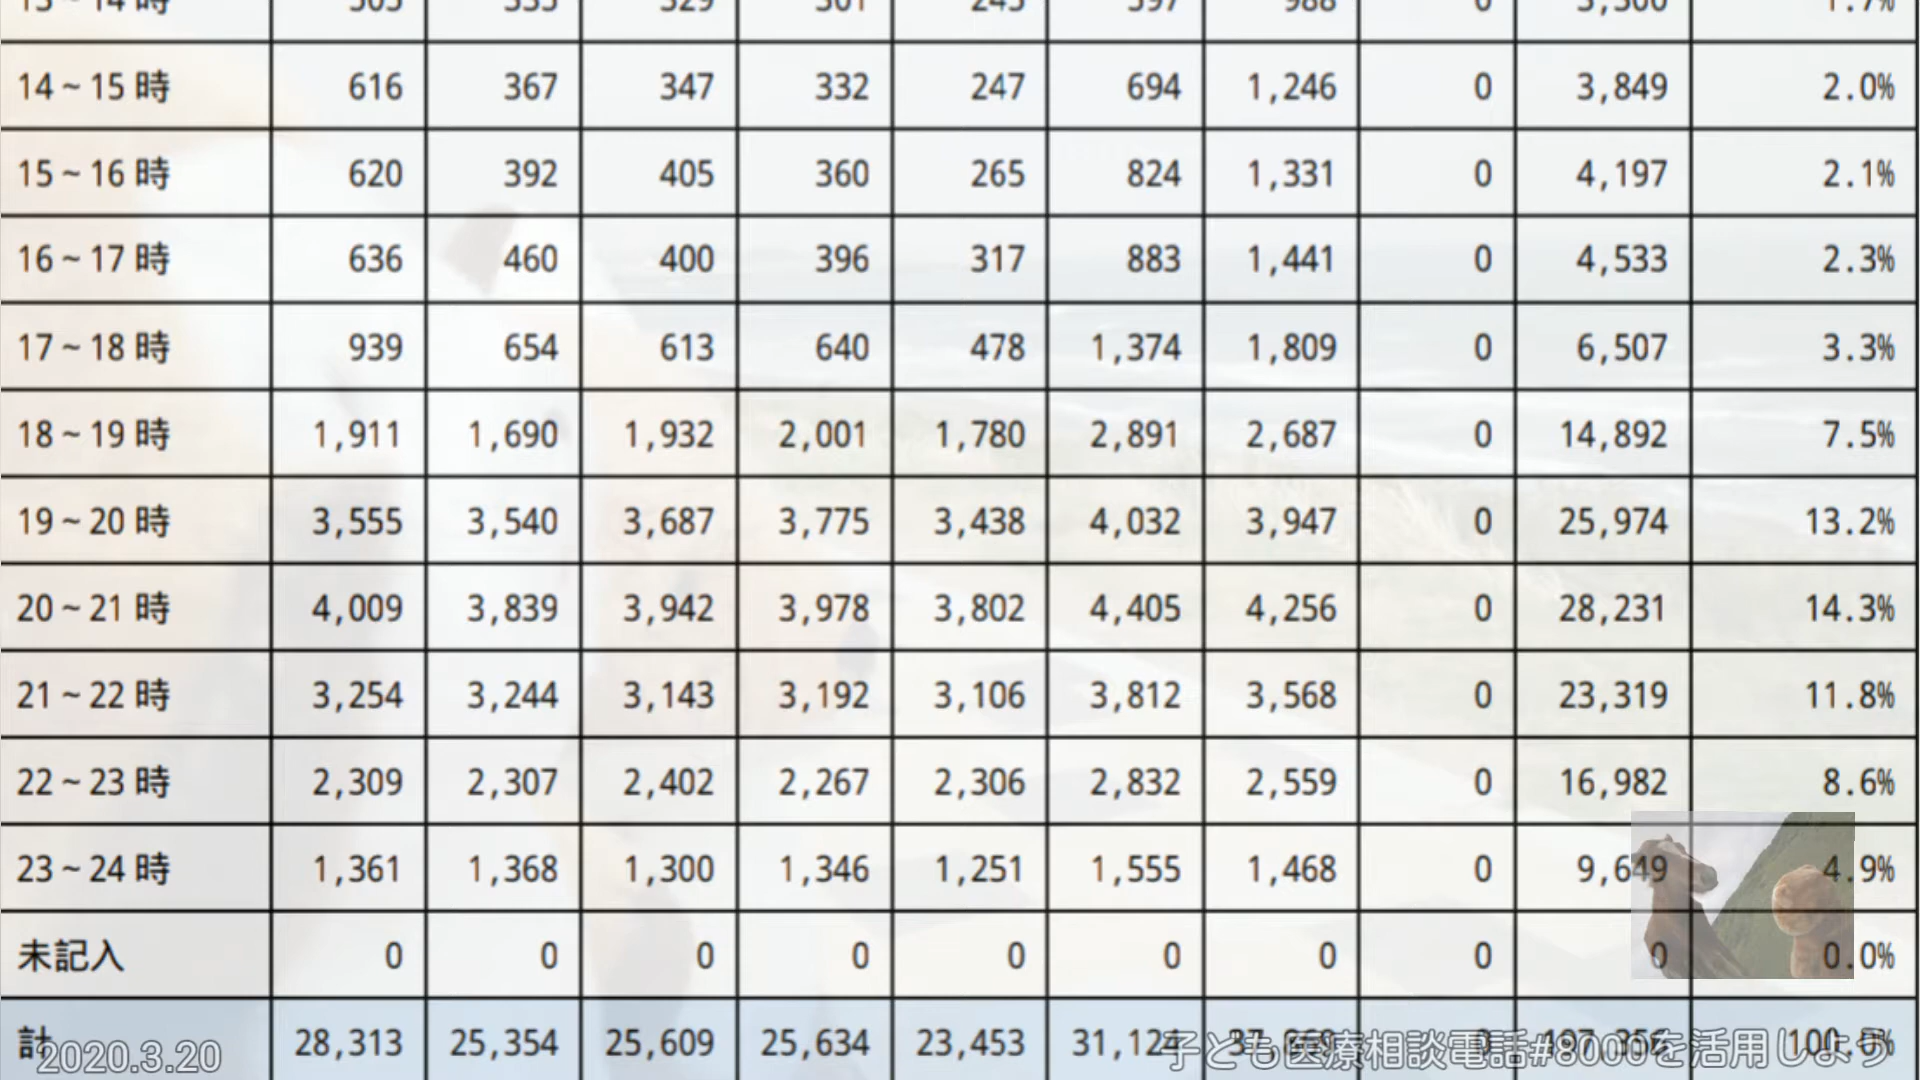 14～15時 616 367 347 332 247 694 1,246 0 3,849 2.0%
15～16時 620 392 405 360 265 824 1,331 0 4,197 2.1%
16～17時 636 460 400 396 317 883 1,441 0 4,533 2.3%
17～18時 939 654 613 640 478 1,374 1,809 0 6,507 3.3%
18～19時 1,911 1,690 1,932 2,001 1,780 2,891 2,687 0 14,892 7.5%
19～20時 3,555 3,540 3,687 3,775 3,438 4,032 3,947 0 25,974 13.2%
20～21時 4,009 3,839 3,942 3,978 3,802 4,405 4,256 0 28,231 14.3%
21～22時 3,254 3,244 3,143 3,192 3,106 3,812 3,568 0 23,319 11.8%
22～23時 2,309 2,307 2,402 2,267 2,306 2,832 2,559 0 16,982 8.6%
23～24時 1,361 1,368 1,300 1,346 1,251 1,555 1,468 0 9,649 4.9%
未記入 0 0 0 0 0 0 0 0 0 0.0%
計 28,313 25,354 25,609 25,634 23,453 31,124 0 100.0%
2020.3.20
子ども医療相談電話#8000を活用しよう